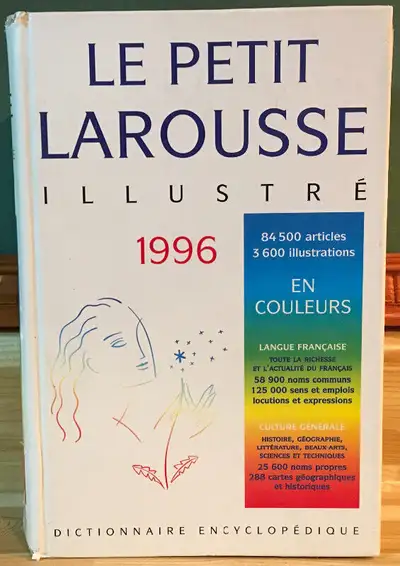 LE PETIT
LAROUSSE
ILLUSTRÉ
1996
84 500 articles
3 600 illustrations
EN
COULEURS
LANGUE FRANÇAISE
TOUTE LA RICHESSE
ET L'ACTUALITÉ DU FRANÇAIS
58 900 noms communs
125 000 sens et emplois
locutions et expressions
CULTURE GÉNÉRALE
HISTOIRE, GÉOGRAPHIE,
LITTÉRATURE, BEAUX-ARTS,
SCIENCES ET TECHNIQUES
25 600 noms propres
288 cartes géographiques
et historiques
DICTIONNAIRE ENCYCLOPÉDIQUE